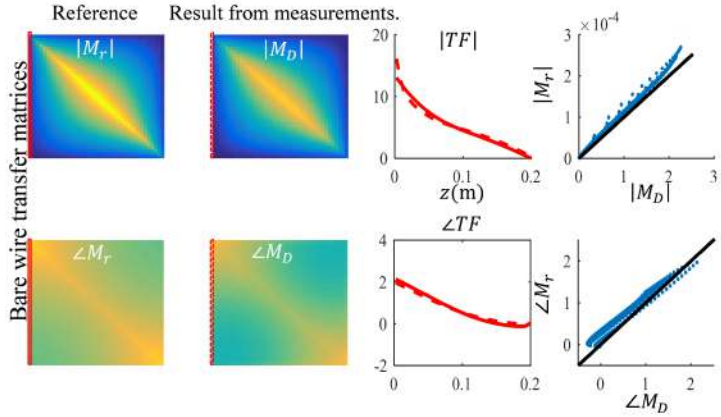 Reference
Result from measurements.
Bare wire transfer matrices
|M_r|
|M_D|
|TF|
20
10
0
0
0.1
0.2
z(m)
×10⁻⁴
|M_r|
3
2
1
0
0
1
2
3
|M_D|
∠M_r
∠M_D
∠TF
4
2
0
-2
0
0.1
0.2
∠M_r
2
1
0
0
1
2
∠M_D